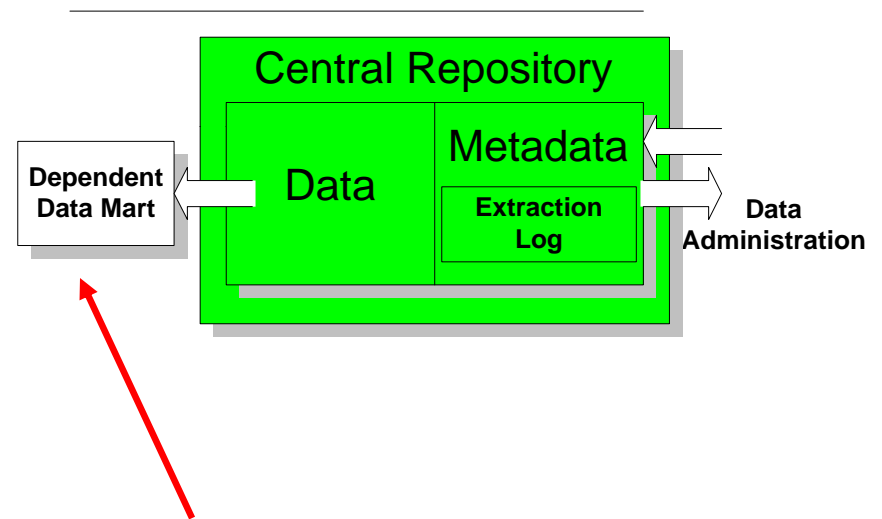 Central Repository
Dependent
Data Mart
Data
Metadata
Extraction
Log
Data
Administration